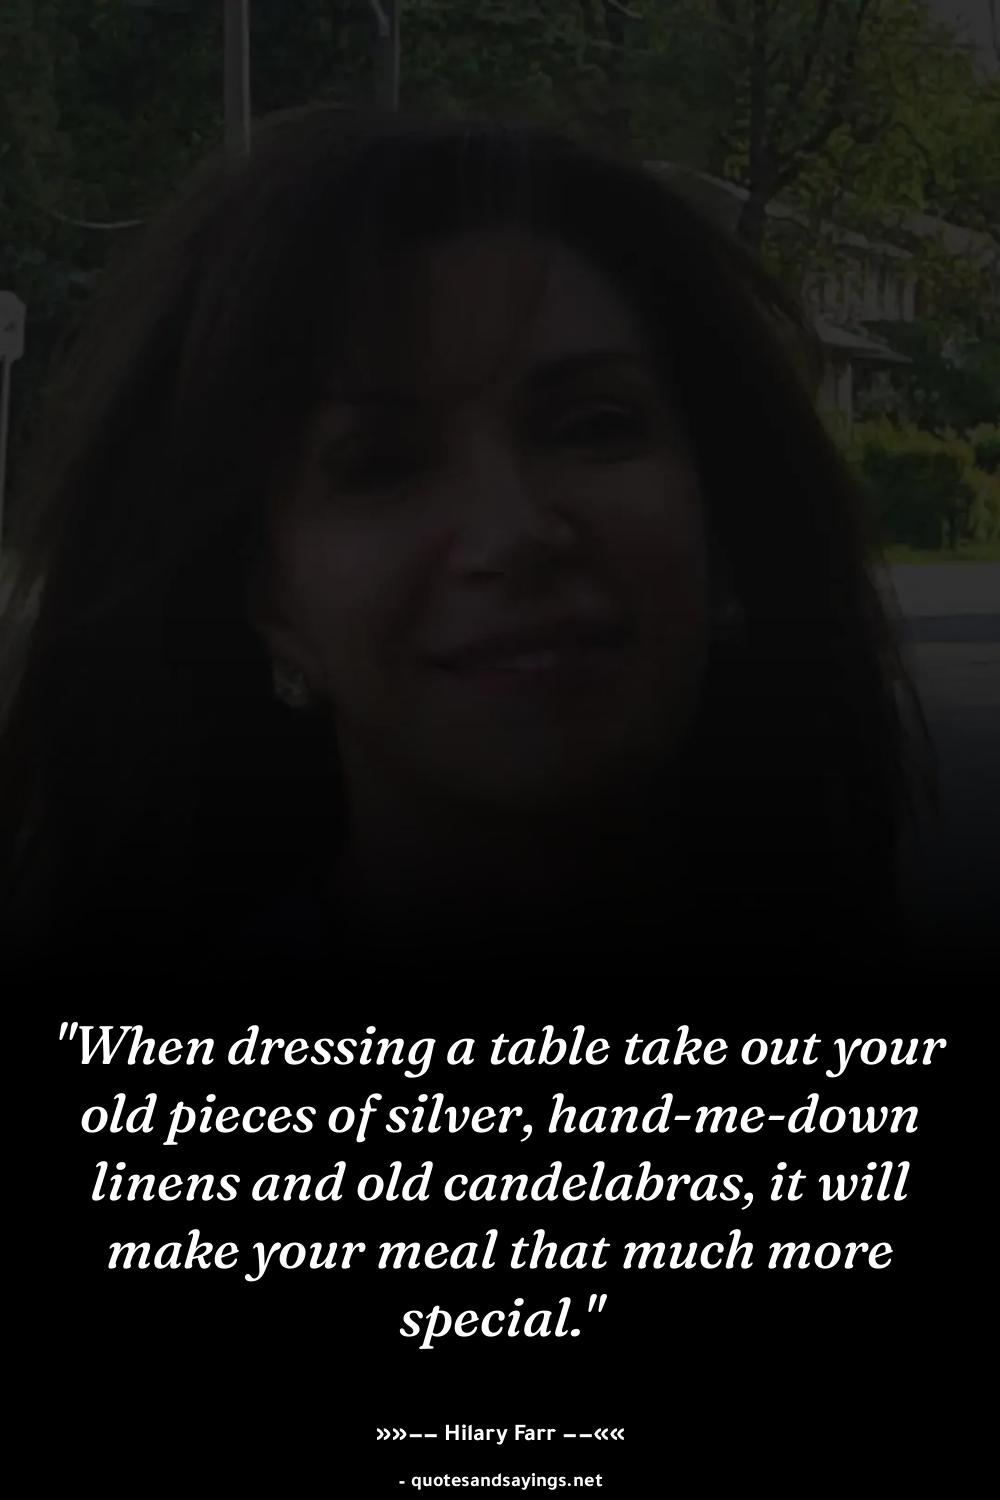 "When dressing a table take out your
old pieces of silver, hand-me-down
linens and old candelabras, it will
make your meal that much more
special."
»»–– Hilary Farr ––««
- quotesandsayings.net